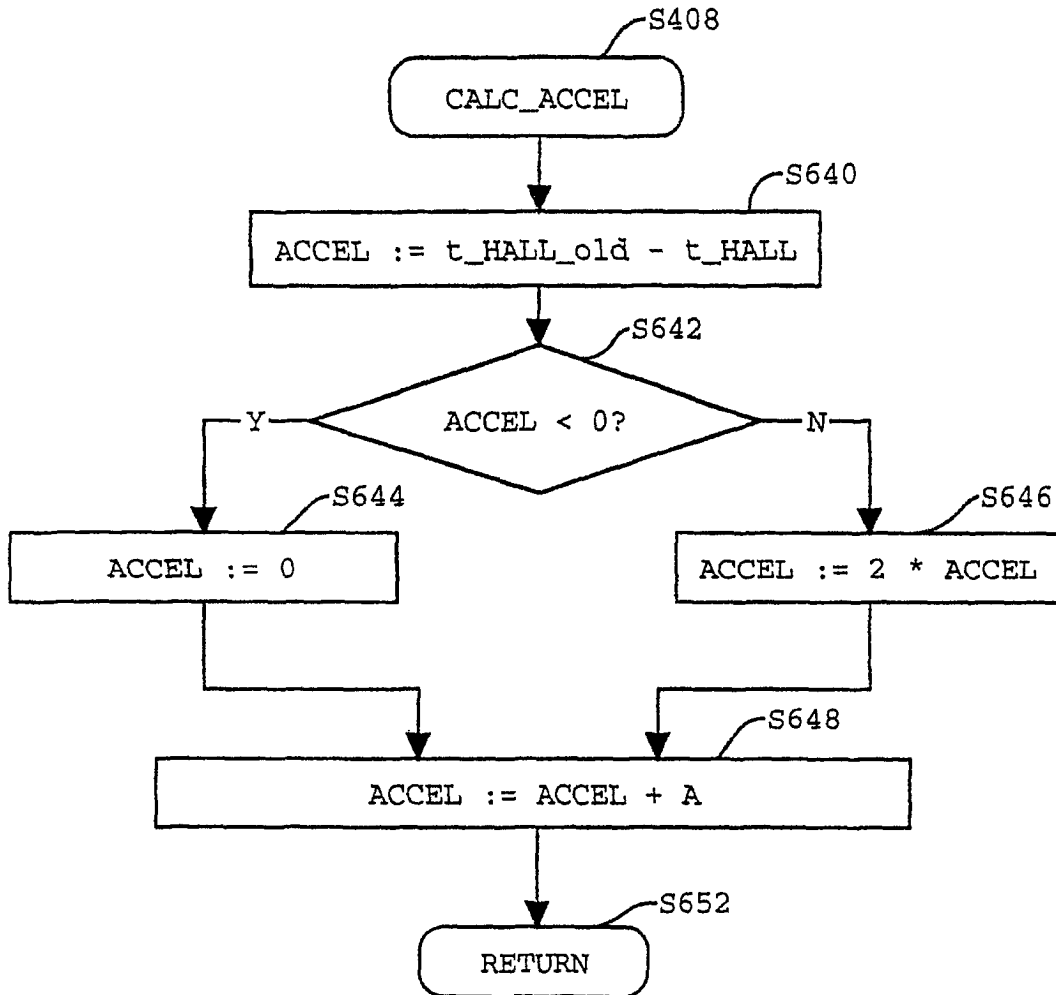 S408
CALC_ACCEL
S640
ACCEL := t_HALL_old - t_HALL
S642
ACCEL < 0?
Y
N
S644
ACCEL := 0
S646
ACCEL := 2 * ACCEL
S648
ACCEL := ACCEL + A
S652
RETURN